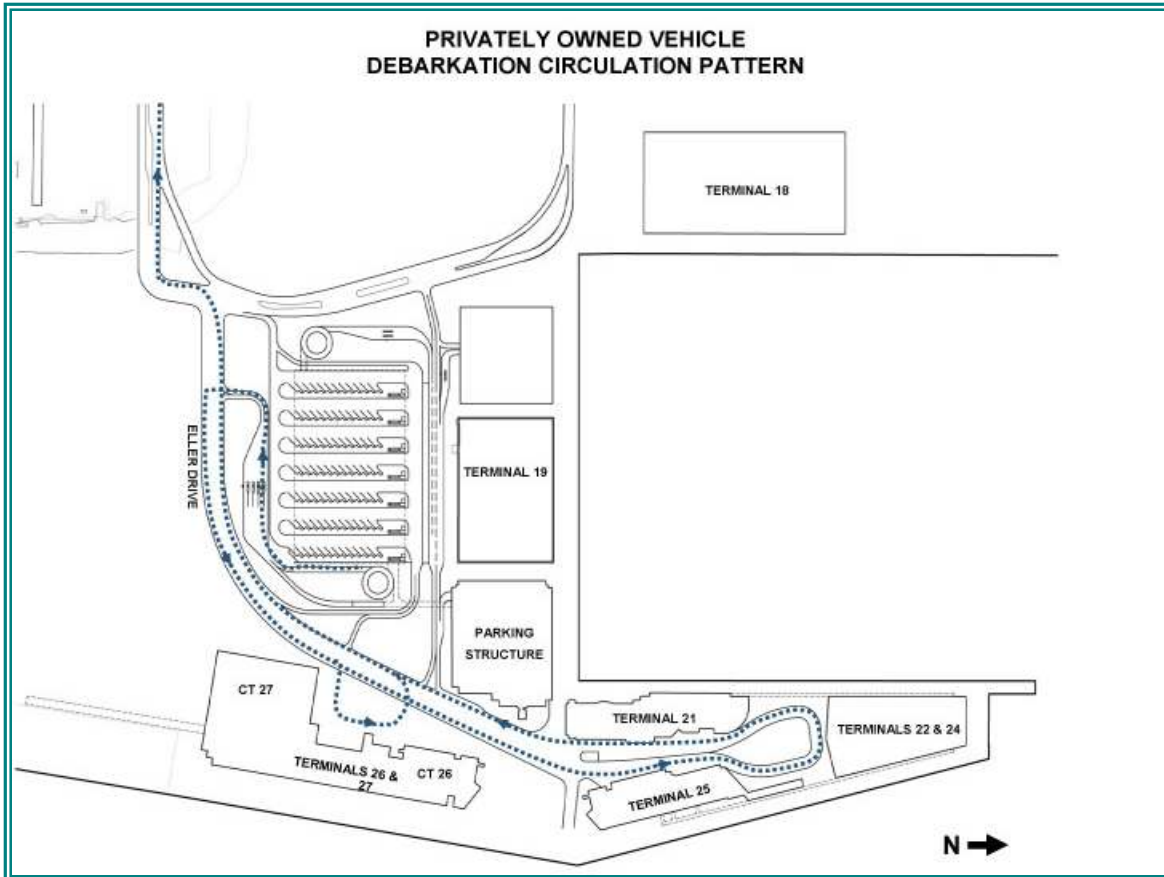 PRIVATELY OWNED VEHICLE
DEBARKATION CIRCULATION PATTERN
TERMINAL 18
ELLER DRIVE
TERMINAL 19
PARKING
STRUCTURE
CT 27
TERMINAL 21
TERMINALS 22 & 24
TERMINALS 26 &
27
CT 26
TERMINAL 25
N